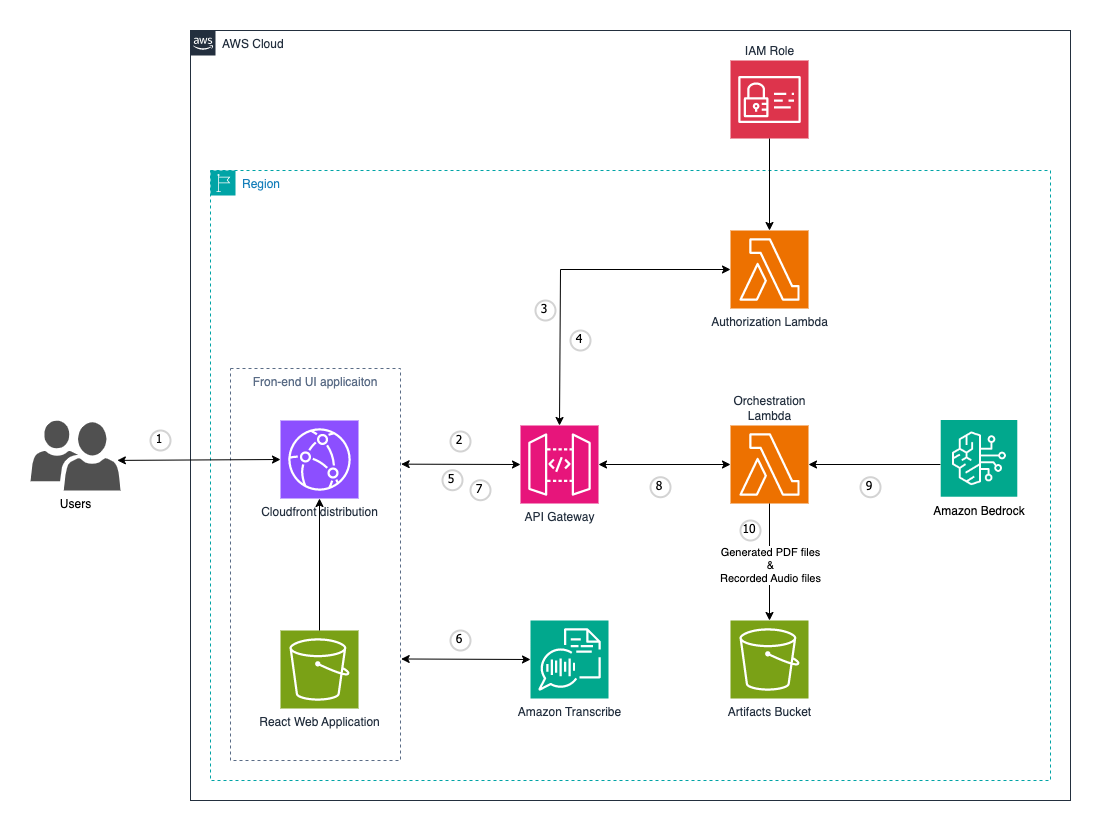 aws
AWS Cloud
IAM Role
Region
Authorization Lambda
3
4
Fron-end UI applicaiton
Orchestration
Lambda
1
2
5
7
8
9
Users
Cloudfront distribution
API Gateway
Amazon Bedrock
10
Generated PDF files
&
Recorded Audio files
6
React Web Application
Amazon Transcribe
Artifacts Bucket